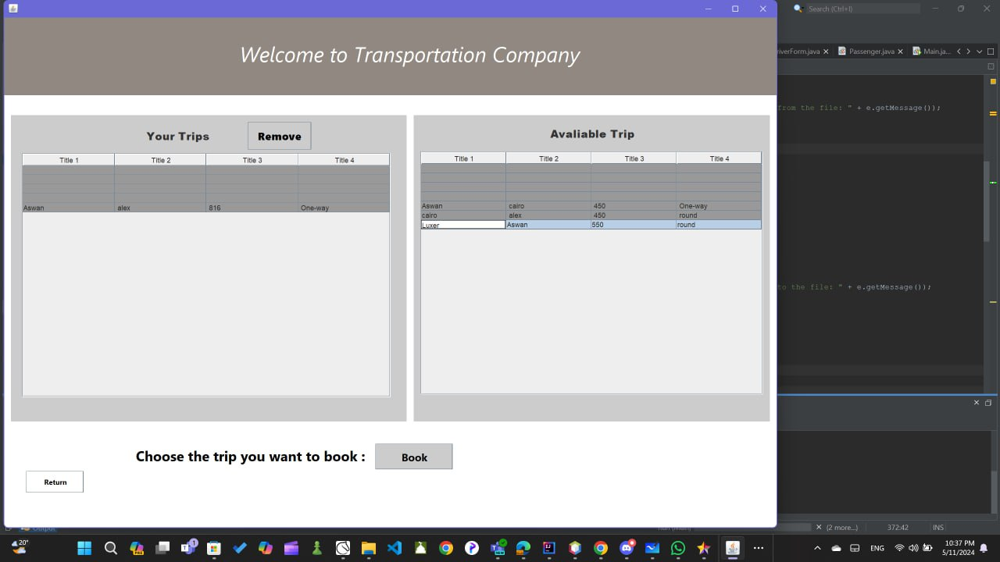 Search (Ctrl+I)
Welcome to Transportation Company
iverForm.java
Passenger.java
Main.ja...
from the file: " + e.getMessage());
Your Trips
Remove
Avaliable Trip
Title 1 Title 2 Title 3 Title 4
Aswan alex 816 One-way
Title 1 Title 2 Title 3 Title 4
Aswan cairo 450 One-way
cairo alex 450 round
Luxer Aswan 550 round
to the file: " + e.getMessage());
Choose the trip you want to book :
Book
Return
Output
(2 more...)
372:42
INS
20°
1
ENG
10:37 PM
5/11/2024